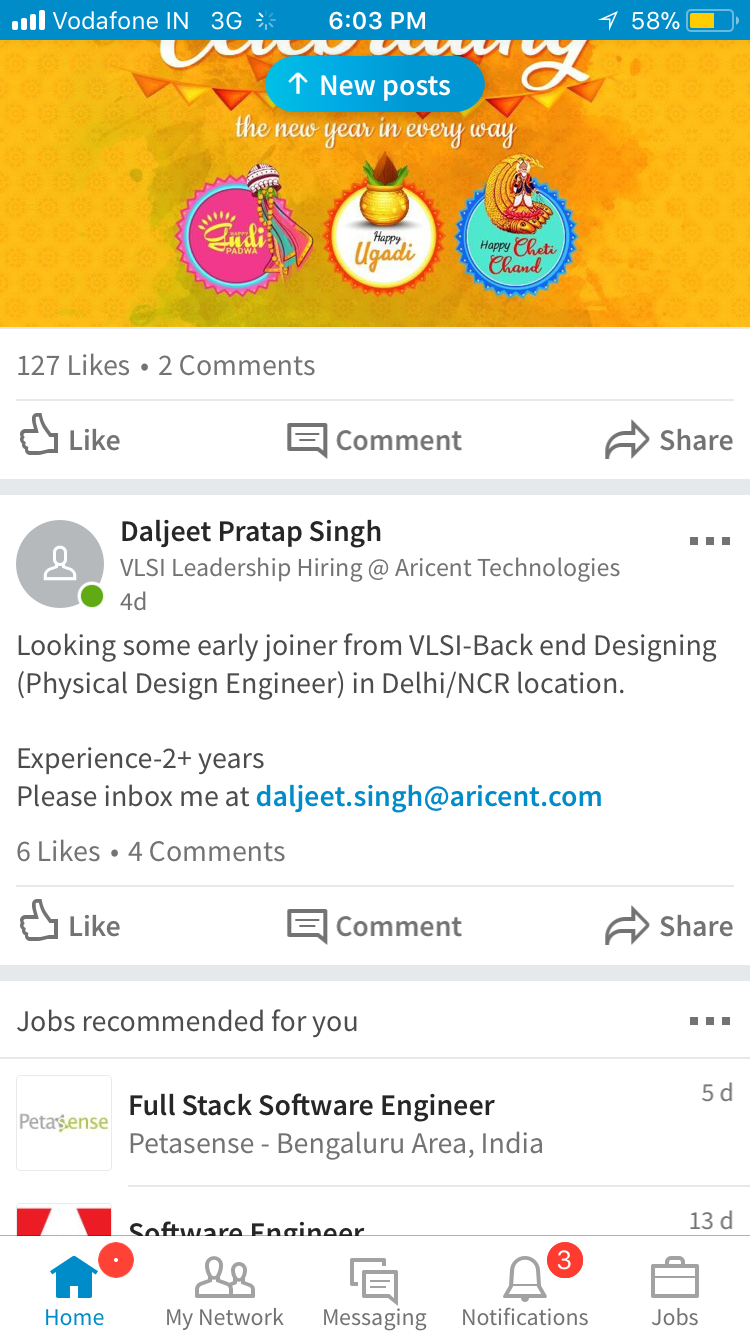 Vodafone IN 3G 6:03 PM 58%
Celebrating
↑ New posts
the new year in every way
HAPPY
Gudi
PADWA
Happy
Ugadi
Happy Cheti
Chand
127 Likes • 2 Comments
Like Comment Share
Daljeet Pratap Singh
VLSI Leadership Hiring @ Aricent Technologies
4d
Looking some early joiner from VLSI-Back end Designing
(Physical Design Engineer) in Delhi/NCR location.
Experience-2+ years
Please inbox me at daljeet.singh@aricent.com
6 Likes • 4 Comments
Like Comment Share
Jobs recommended for you
PetaSense
Full Stack Software Engineer 5 d
Petasense - Bengaluru Area, India
Software Engineer 13 d
3
Home My Network Messaging Notifications Jobs